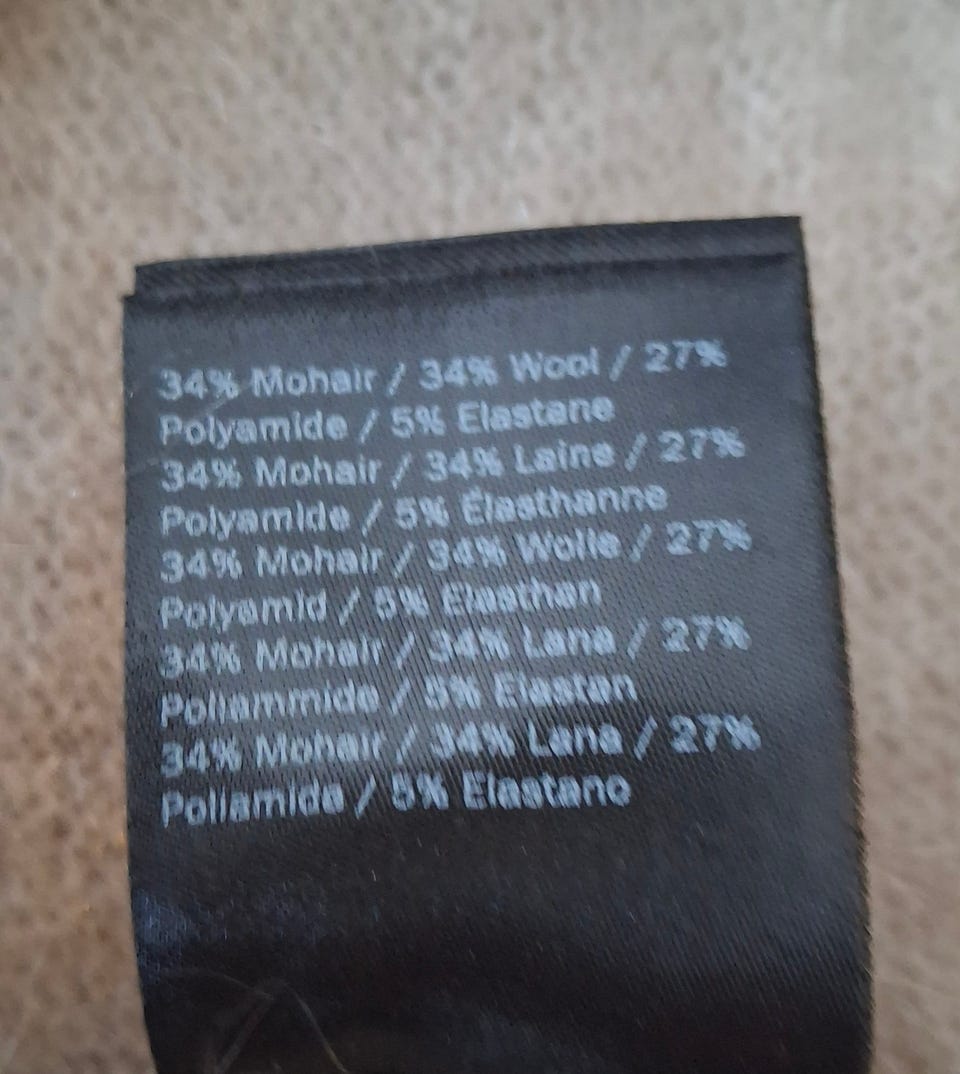 34% Mohair / 34% Wool / 27%
Polyamide / 5% Elastane
34% Mohair / 34% Laine / 27%
Polyamide / 5% Élasthanne
34% Mohair / 34% Wolle / 27%
Polyamid / 5% Elasthan
34% Mohair / 34% Lana / 27%
Poliammide / 5% Elastan
34% Mohair / 34% Lana / 27%
Poliamida / 5% Elastano